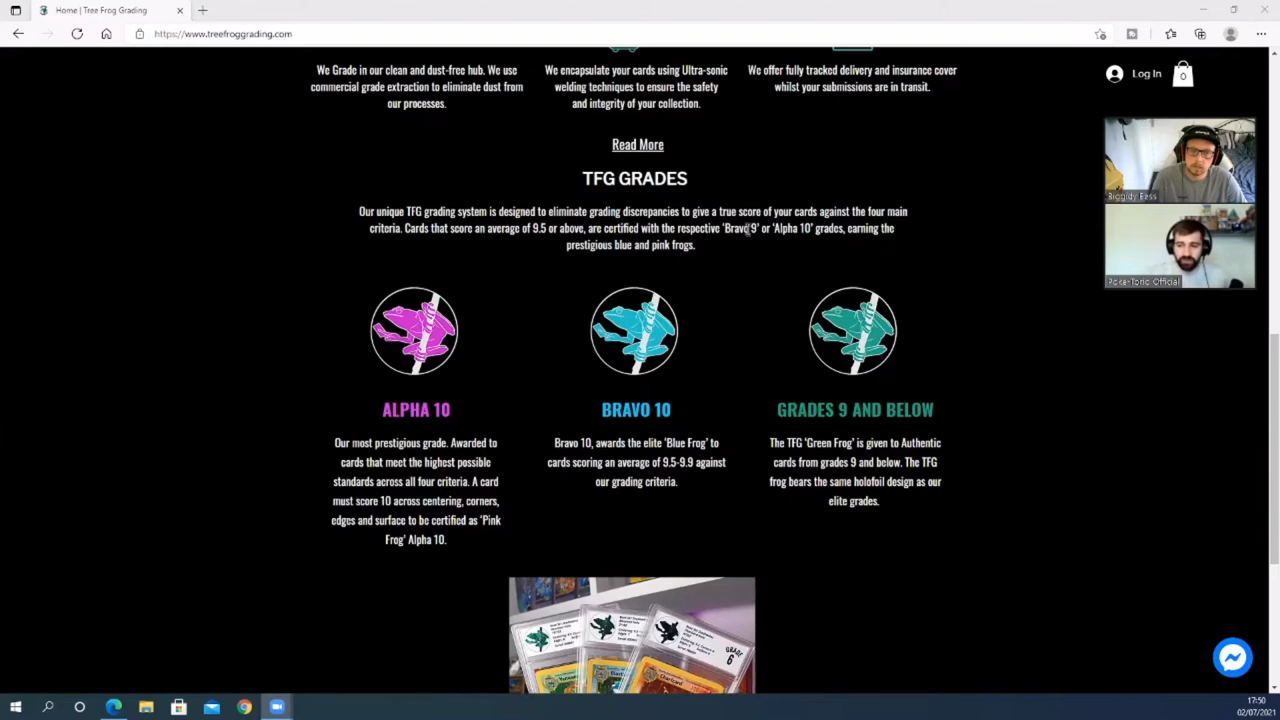 Home | Tree Frog Grading
https://www.treefroggrading.com
We Grade in our clean and dust-free hub. We use
commercial grade extraction to eliminate dust from
our processes.
We encapsulate your cards using Ultra-sonic
welding techniques to ensure the safety
and integrity of your collection.
We offer fully tracked delivery and insurance cover
whilst your submissions are in transit.
Log In
0
Read More
TFG GRADES
Our unique TFG grading system is designed to eliminate grading discrepancies to give a true score of your cards against the four main
criteria. Cards that score an average of 9.5 or above, are certified with the respective 'Bravo 9' or 'Alpha 10' grades, earning the
prestigious blue and pink frogs.
Biggidy Bass
Poke-Toric Official
ALPHA 10
Our most prestigious grade. Awarded to
cards that meet the highest possible
standards across all four criteria. A card
must score 10 across centering, corners,
edges and surface to be certified as 'Pink
Frog' Alpha 10.
BRAVO 10
Bravo 10, awards the elite 'Blue Frog' to
cards scoring an average of 9.5-9.9 against
our grading criteria.
GRADES 9 AND BELOW
The TFG 'Green Frog' is given to Authentic
cards from grades 9 and below. The TFG
frog bears the same holofoil design as our
elite grades.
GRADE
6
17:50
02/07/2021